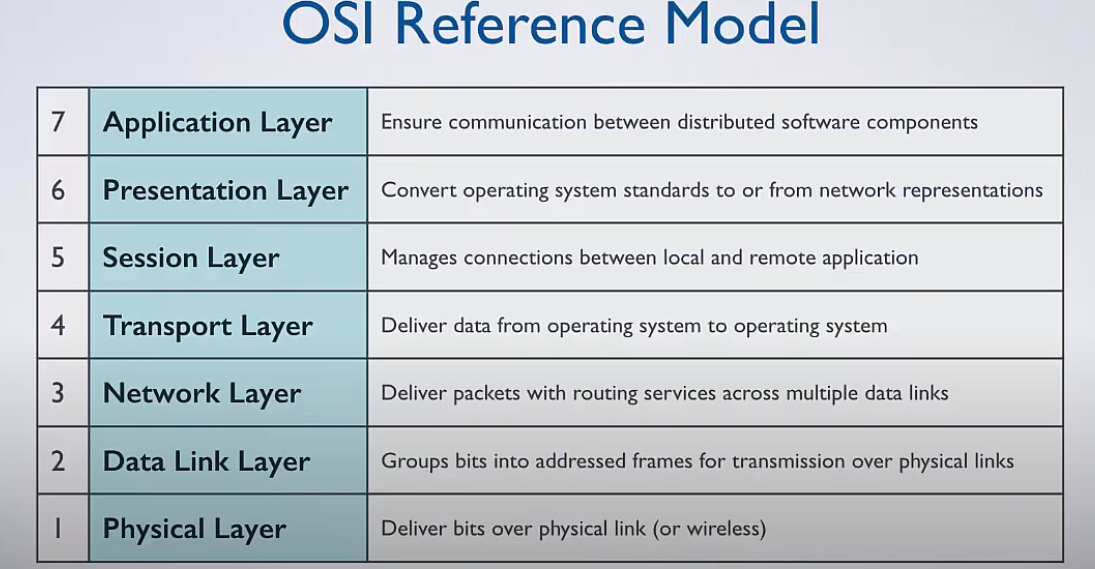 OSI Reference Model
7 Application Layer Ensure communication between distributed software components
6 Presentation Layer Convert operating system standards to or from network representations
5 Session Layer Manages connections between local and remote application
4 Transport Layer Deliver data from operating system to operating system
3 Network Layer Deliver packets with routing services across multiple data links
2 Data Link Layer Groups bits into addressed frames for transmission over physical links
1 Physical Layer Deliver bits over physical link (or wireless)